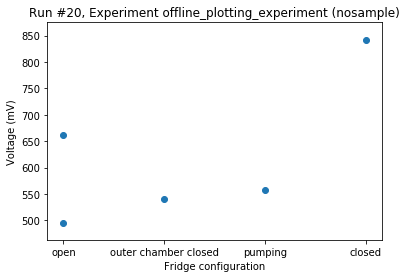 Run #20, Experiment offline_plotting_experiment (nosample)
850
800
750
700
650
600
550
500
Voltage (mV)
open
outer chamber closed
pumping
closed
Fridge configuration